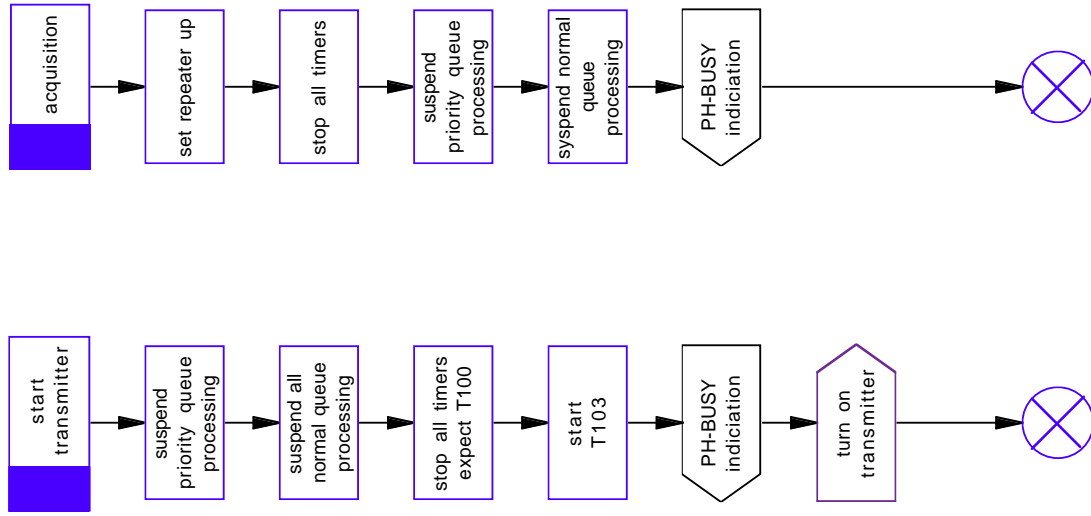 acquisition
set repeater up
stop all timers
suspend
priority queue
processing
syspend normal
queue
processing
PH-BUSY
indiciation
start
transmitter
suspend
priority queue
processing
suspend all
normal queue
processing
stop all timers
expect T100
start
T103
PH-BUSY
indiciation
turn on
transmitter